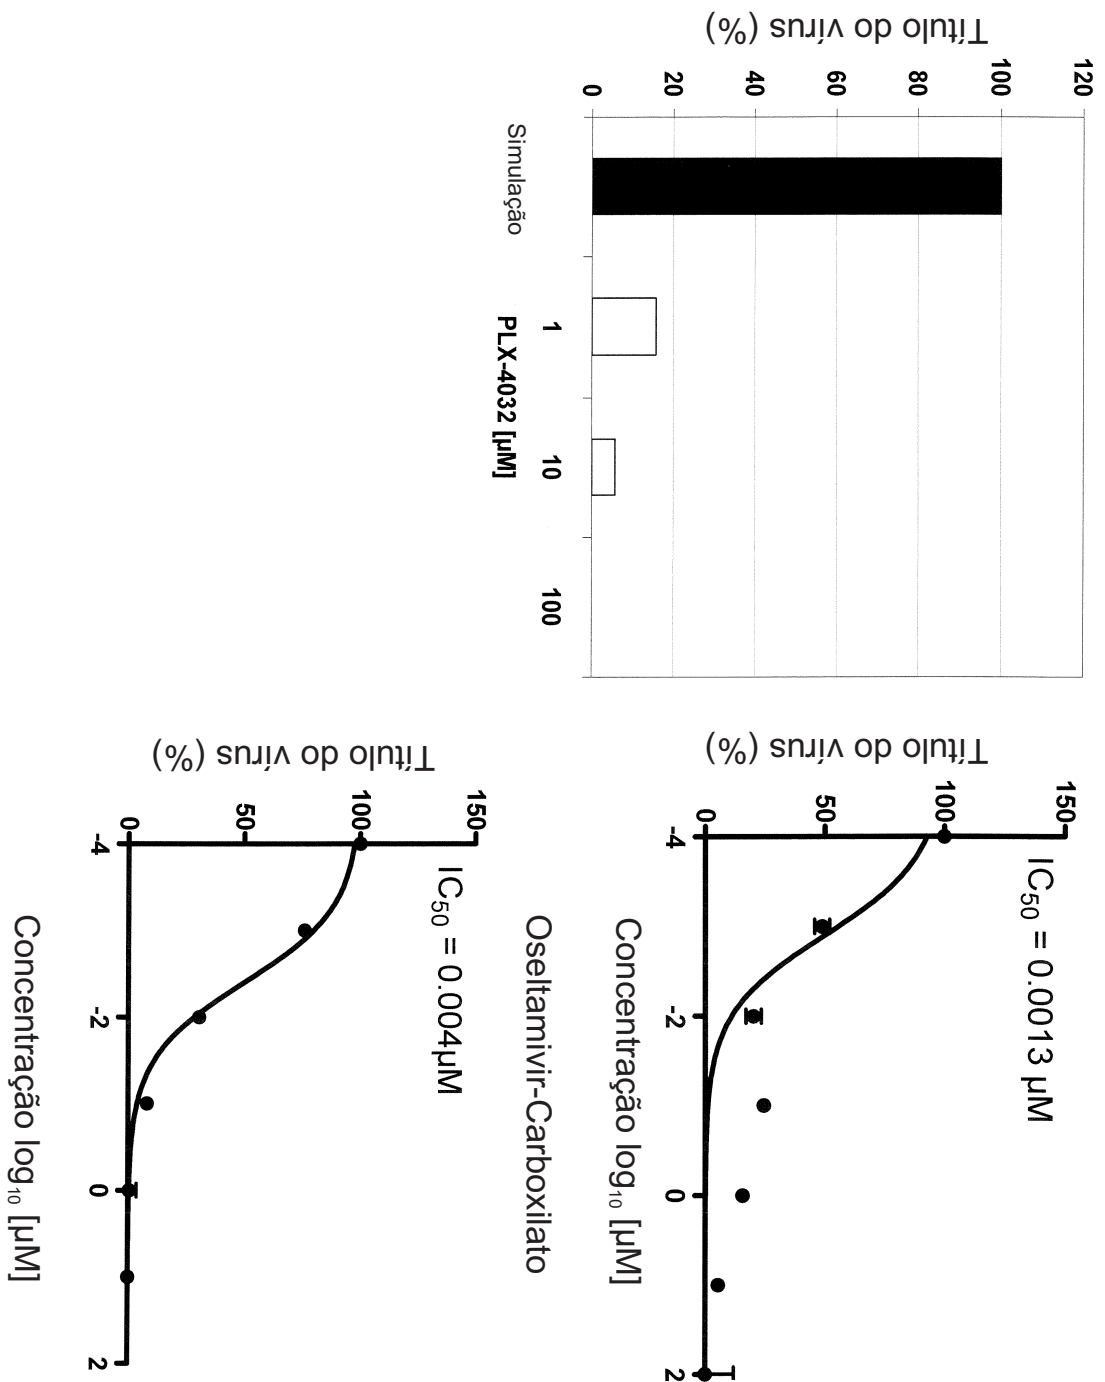 Título do vírus (%)
120
100
80
60
40
20
0
Simulação
1
10
100
PLX-4032 [µM]
Título do vírus (%)
150
100
50
0
-4
-2
0
2
IC₅₀ = 0.0013 µM
Concentração log₁₀ [µM]
Oseltamivir-Carboxilato
Título do vírus (%)
150
100
50
0
-4
-2
0
2
IC₅₀ = 0.004µM
Concentração log₁₀ [µM]